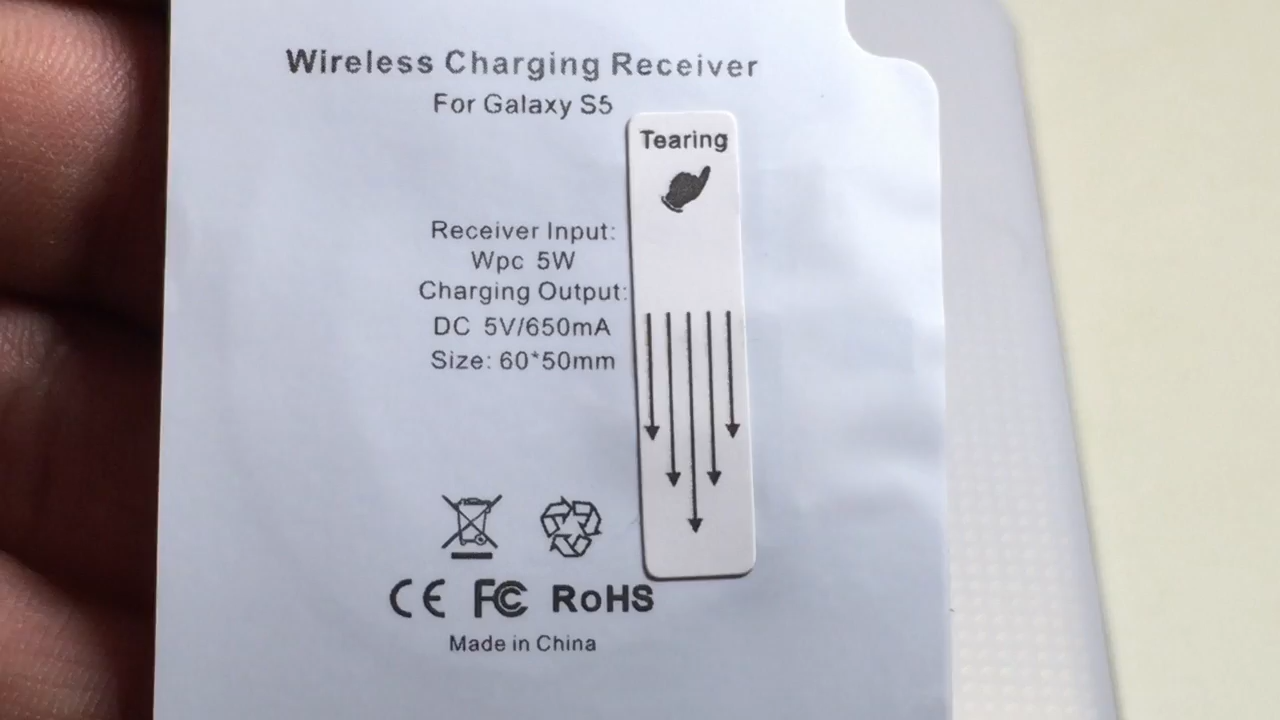 Wireless Charging Receiver
For Galaxy S5
Tearing
Receiver Input:
Wpc 5W
Charging Output:
DC 5V/650mA
Size: 60*50mm
CE FC RoHS
Made in China